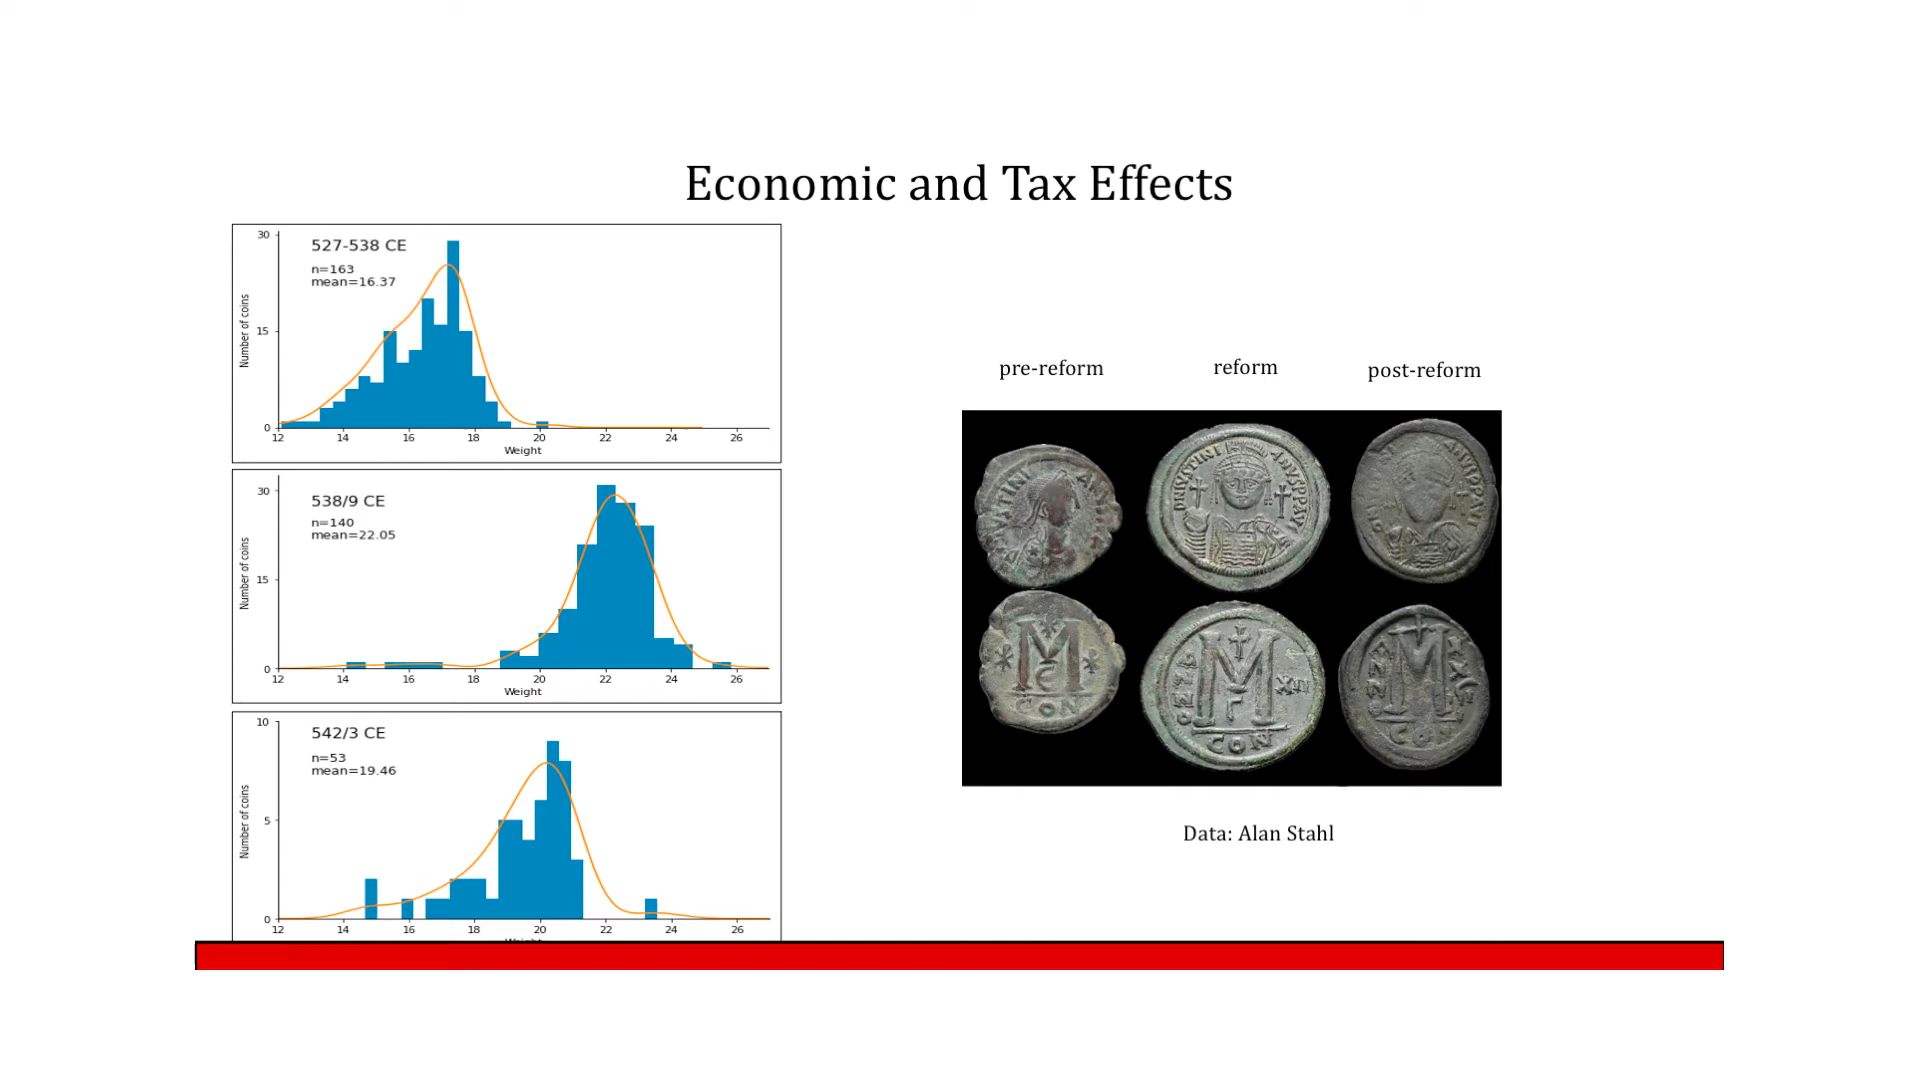 Economic and Tax Effects
527-538 CE
n=163
mean=16.37
Number of coins
30
15
0
12 14 16 18 20 22 24 26
Weight
538/9 CE
n=140
mean=22.05
Number of coins
30
15
0
12 14 16 18 20 22 24 26
Weight
542/3 CE
n=53
mean=19.46
Number of coins
10
5
0
12 14 16 18 20 22 24 26
pre-reform
reform
post-reform
DNIVSTINI ANVSPPAV
M
CON
M
XII
CON
M
CON
Data: Alan Stahl